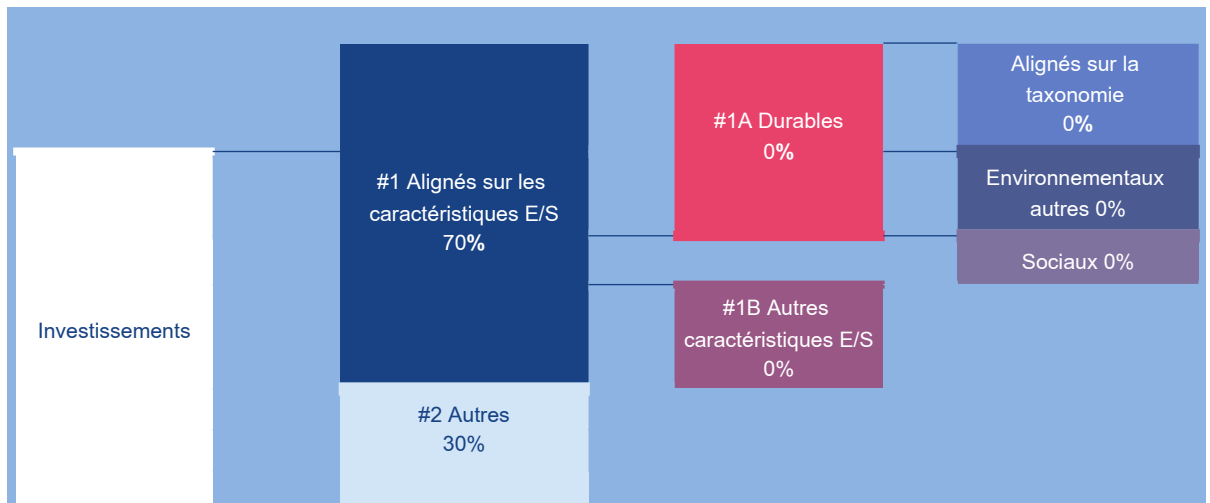 Investissements
#1 Alignés sur les
caractéristiques E/S
70%
#2 Autres
30%
#1A Durables
0%
#1B Autres
caractéristiques E/S
0%
Alignés sur la
taxonomie
0%
Environnementaux
autres 0%
Sociaux 0%